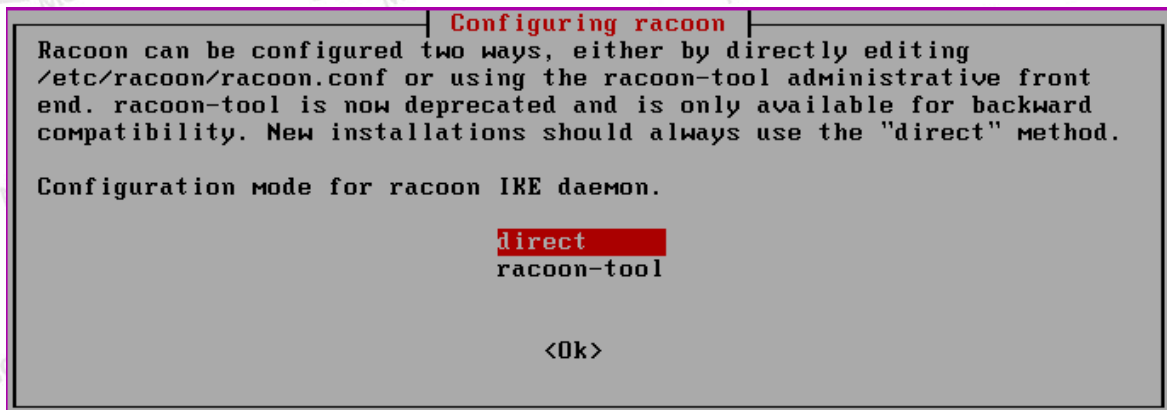 Configuring racoon
Racoon can be configured two ways, either by directly editing
/etc/racoon/racoon.conf or using the racoon-tool administrative front
end. racoon-tool is now deprecated and is only available for backward
compatibility. New installations should always use the "direct" method.
Configuration mode for racoon IKE daemon.
direct
racoon-tool
<Ok>